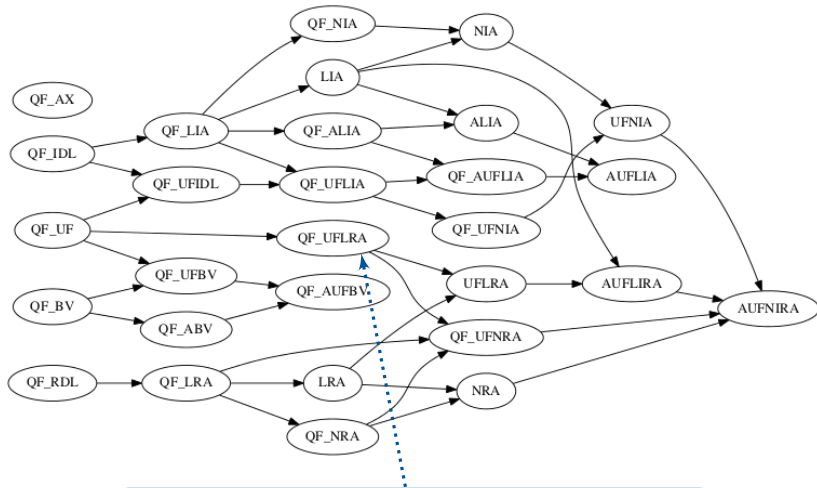 QF_NIA
NIA
LIA
QF_AX
QF_LIA
QF_ALIA
ALIA
UFNIA
QF_IDL
QF_UFIDL
QF_UFLIA
QF_AUFLIA
AUFLIA
QF_UF
QF_UFLRA
QF_UFNIA
QF_UFBV
QF_AUFBV
UFLRA
AUFLIRA
QF_BV
QF_ABV
QF_UFNRA
AUFNIRA
QF_RDL
QF_LRA
LRA
NRA
QF_NRA